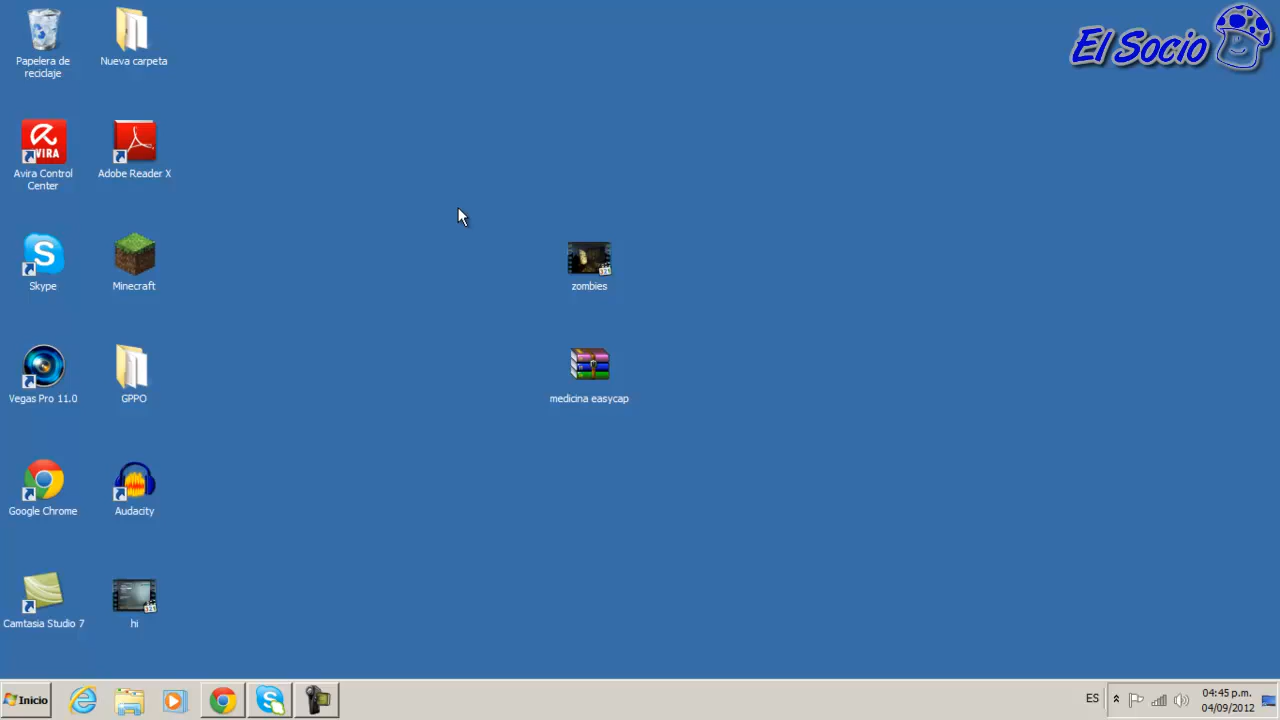 El Socio
Papelera de
reciclaje
Nueva carpeta
AVIRA
Avira Control
Center
Adobe Reader X
S
Skype
Minecraft
zombies
Vegas Pro 11.0
GPPO
medicina easycap
Google Chrome
Audacity
Camtasia Studio 7
hi
Inicio
ES
04:45 p.m.
04/09/2012